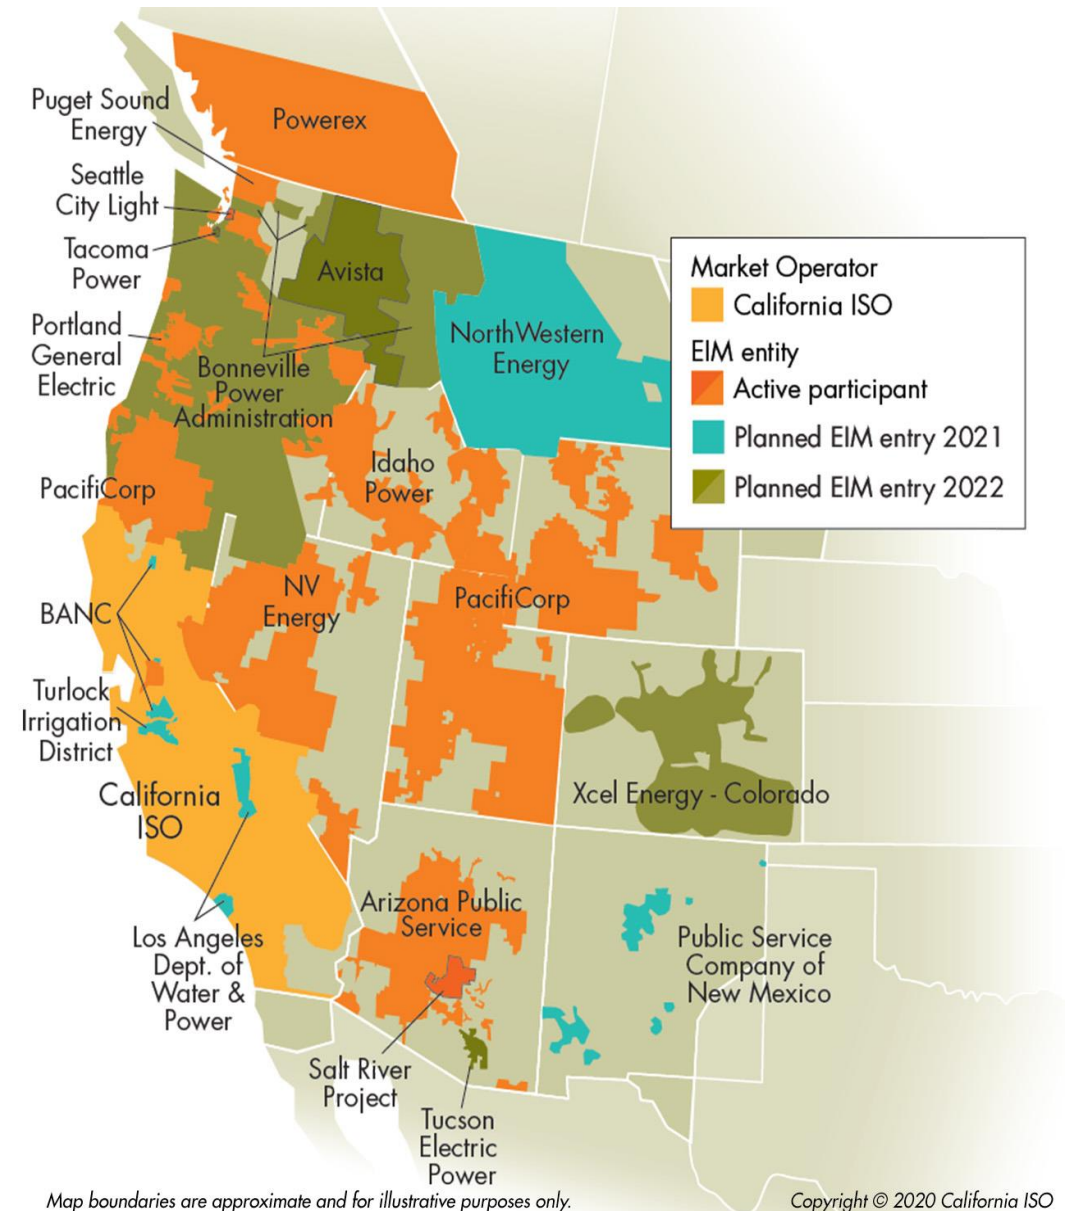 Puget Sound
Energy
Powerex
Seattle
City Light
Tacoma
Power
Avista
Portland
General
Electric
Bonneville
Power
Administration
NorthWestern
Energy
Market Operator
California ISO
EIM entity
Active participant
Planned EIM entry 2021
Planned EIM entry 2022
PacifiCorp
Idaho
Power
NV
Energy
PacifiCorp
BANC
Turlock
Irrigation
District
California
ISO
Xcel Energy - Colorado
Los Angeles
Dept. of
Water &
Power
Arizona Public
Service
Public Service
Company of
New Mexico
Salt River
Project
Tucson
Electric
Power
Map boundaries are approximate and for illustrative purposes only.
Copyright © 2020 California ISO